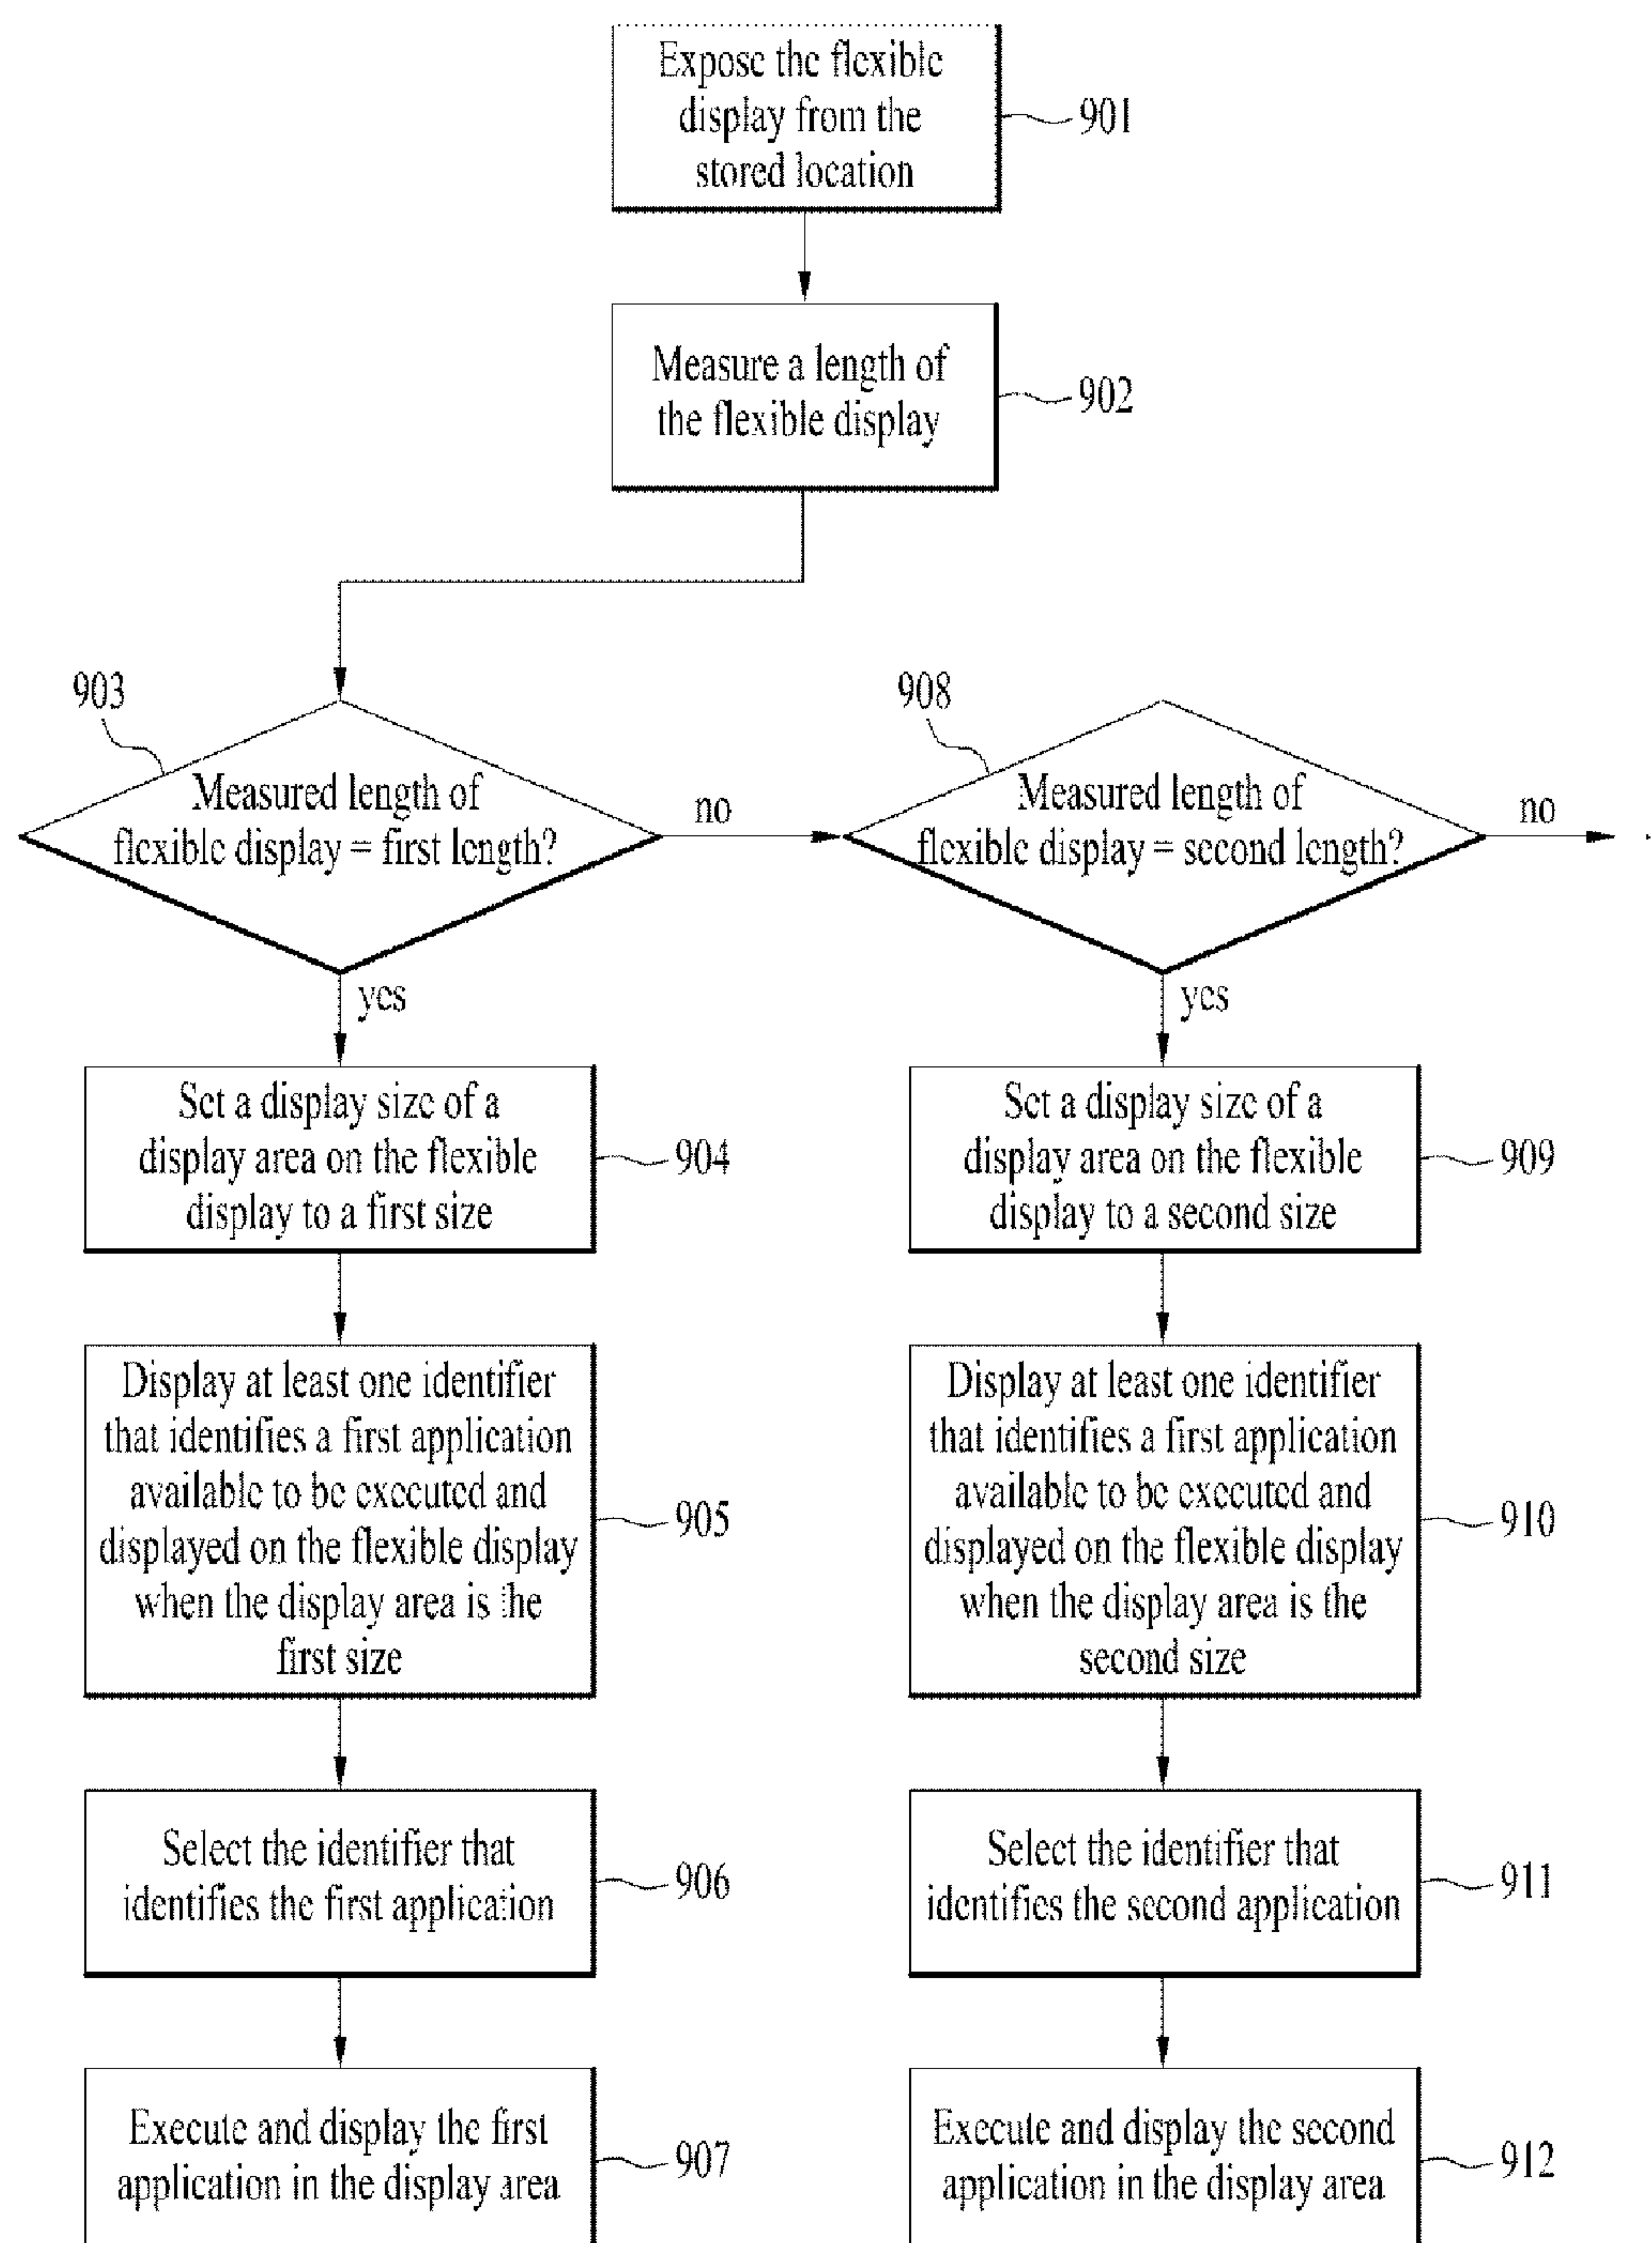 Expose the flexible
display from the
stored location
901
Measure a length of
the flexible display
902
903
Measured length of
flexible display = first length?
no
908
Measured length of
flexible display = second length?
no
yes
yes
Set a display size of a
display area on the flexible
display to a first size
904
Set a display size of a
display area on the flexible
display to a second size
909
Display at least one identifier
that identifies a first application
available to be executed and
displayed on the flexible display
when the display area is the
first size
905
Display at least one identifier
that identifies a first application
available to be executed and
displayed on the flexible display
when the display area is the
second size
910
Select the identifier that
identifies the first application
906
Select the identifier that
identifies the second application
911
Execute and display the first
application in the display area
907
Execute and display the second
application in the display area
912